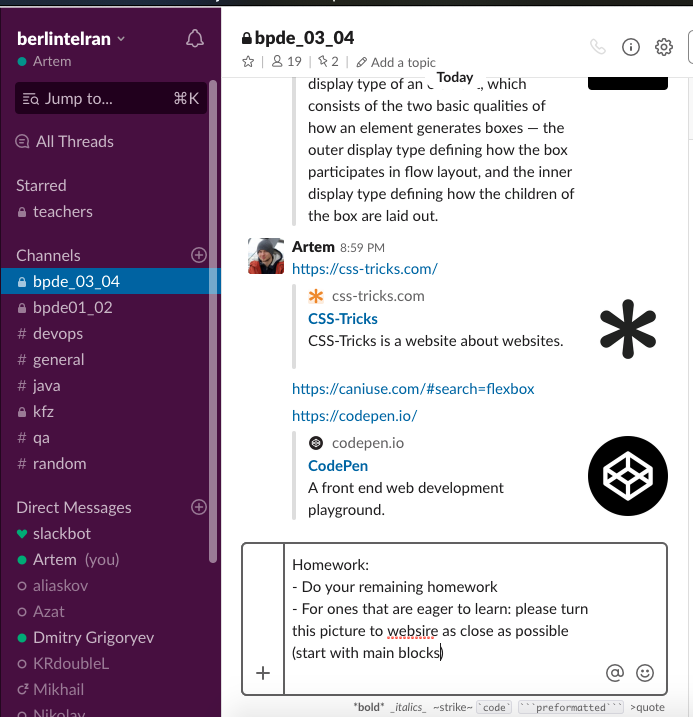 berlintelran
Artem
Jump to... ⌘K
All Threads
Starred
teachers
Channels
bpde_03_04
bpde01_02
# devops
# general
# java
kfz
# qa
# random
Direct Messages
slackbot
Artem (you)
aliaskov
Azat
Dmitry Grigoryev
KRdoubleL
Mikhail
Nikolay
bpde_03_04
19 | 2 | Add a topic
Today
display type of an which
consists of the two basic qualities of
how an element generates boxes — the
outer display type defining how the box
participates in flow layout, and the inner
display type defining how the children of
the box are laid out.
Artem 8:59 PM
https://css-tricks.com/
css-tricks.com
CSS-Tricks
CSS-Tricks is a website about websites.
https://caniuse.com/#search=flexbox
https://codepen.io/
codepen.io
CodePen
A front end web development
playground.
Homework:
- Do your remaining homework
- For ones that are eager to learn: please turn
this picture to websire as close as possible
(start with main blocks)
*bold* _italics_ ~strike~ `code` ```preformatted``` >quote